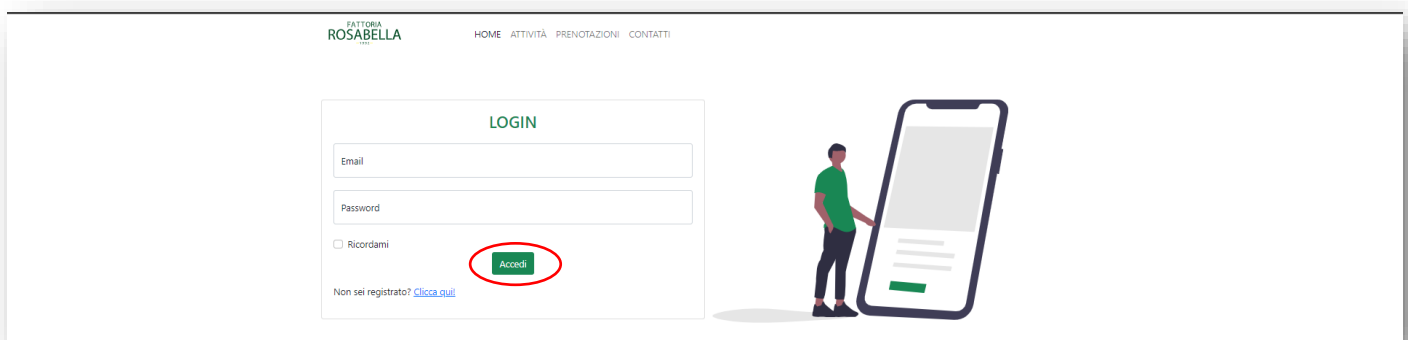 FATTORIA
ROSABELLA
HOME ATTIVITÀ PRENOTAZIONI CONTATTI
LOGIN
Email
Password
Ricordami
Accedi
Non sei registrato? Clicca qui!